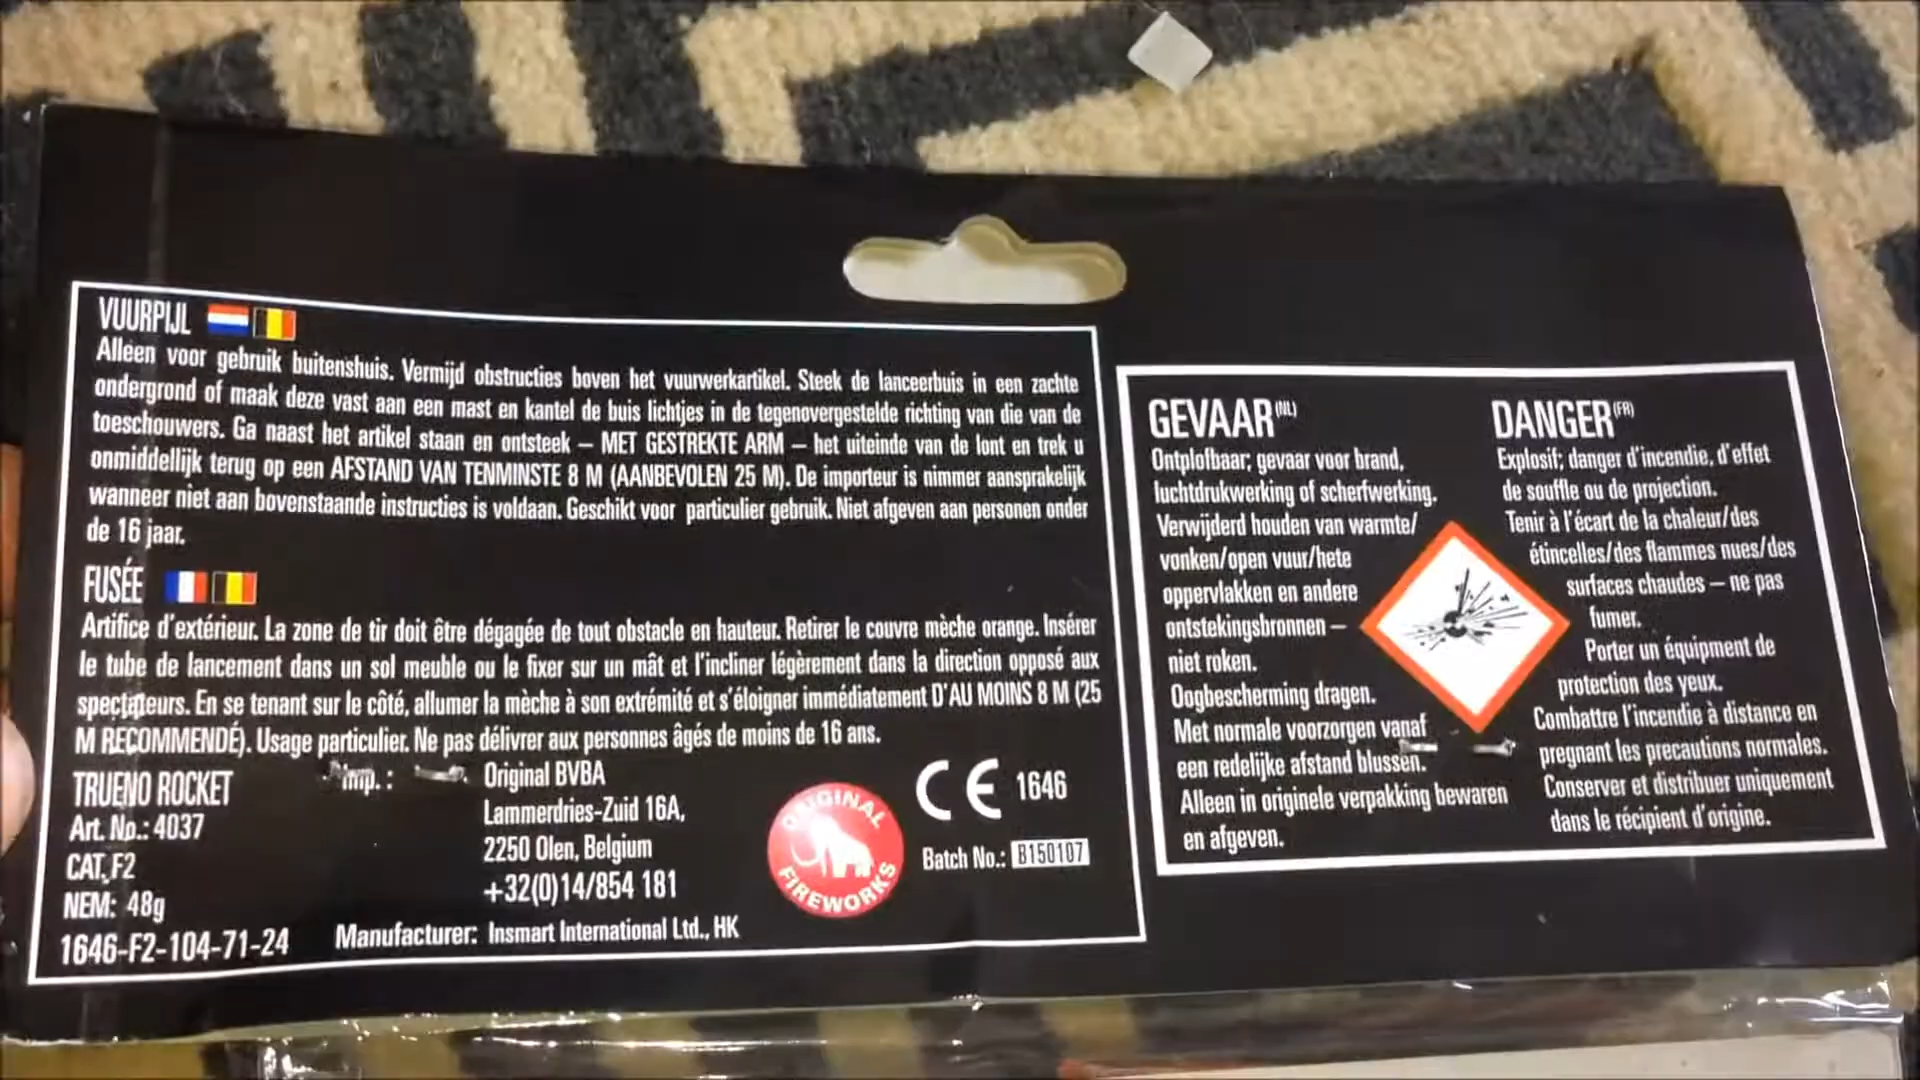 VUURPIJL
Alleen voor gebruik buitenshuis. Vermijd obstructies boven het vuurwerkartikel. Steek de lanceerbuis in een zachte
ondergrond of maak deze vast aan een mast en kantel de buis lichtjes in de tegenovergestelde richting van die van de
toeschouwers. Ga naast het artikel staan en ontsteek – MET GESTREKTE ARM – het uiteinde van de lont en trek u
onmiddellijk terug op een AFSTAND VAN TENMINSTE 8 M (AANBEVOLEN 25 M). De importeur is nimmer aansprakelijk
wanneer niet aan bovenstaande instructies is voldaan. Geschikt voor particulier gebruik. Niet afgeven aan personen onder
de 16 jaar.
FUSÉE
Artifice d'extérieur. La zone de tir doit être dégagée de tout obstacle en hauteur. Retirer le couvre mèche orange. Insérer
le tube de lancement dans un sol meuble ou le fixer sur un mât et l'incliner légèrement dans la direction opposé aux
spectateurs. En se tenant sur le côté, allumer la mèche à son extrémité et s'éloigner immédiatement D'AU MOINS 8 M (25
M RECOMMENDÉ). Usage particulier. Ne pas délivrer aux personnes âgés de moins de 16 ans.
TRUENO ROCKET
Art. No.: 4037
CAT. F2
NEM: 48g
1646-F2-104-71-24
Imp. : Original BVBA
Lammerdries-Zuid 16A,
2250 Olen, Belgium
+32(0)14/854 181
Manufacturer: Insmart International Ltd., HK
ORIGINAL
FIREWORKS
CE 1646
Batch No.: B150107
GEVAAR (NL)
Ontplofbaar; gevaar voor brand,
luchtdrukwerking of scherfwerking.
Verwijderd houden van warmte/
vonken/open vuur/hete
oppervlakken en andere
ontstekingsbronnen –
niet roken.
Oogbescherming dragen.
Met normale voorzorgen vanaf
een redelijke afstand blussen.
Alleen in originele verpakking bewaren
en afgeven.
DANGER (FR)
Explosif; danger d'incendie, d'effet
de souffle ou de projection.
Tenir à l'écart de la chaleur/des
étincelles/des flammes nues/des
surfaces chaudes – ne pas
fumer.
Porter un équipment de
protection des yeux.
Combattre l'incendie à distance en
pregnant les precautions normales.
Conserver et distribuer uniquement
dans le récipient d'origine.